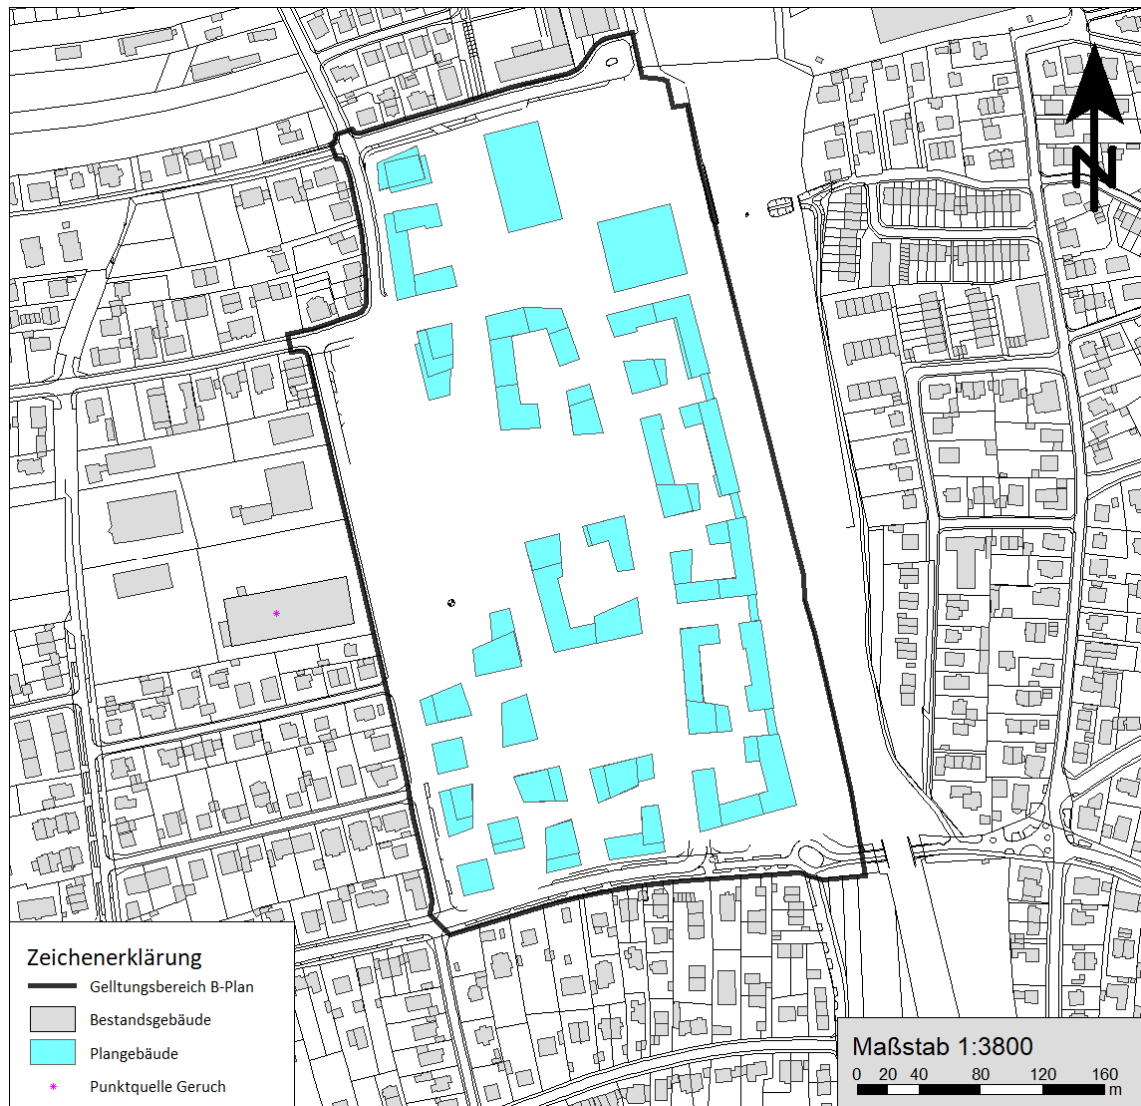 N
Zeichenerklärung
Gelltungsbereich B-Plan
Bestandsgebäude
Plangebäude
Punktquelle Geruch
Maßstab 1:3800
0 20 40 80 120 160
m